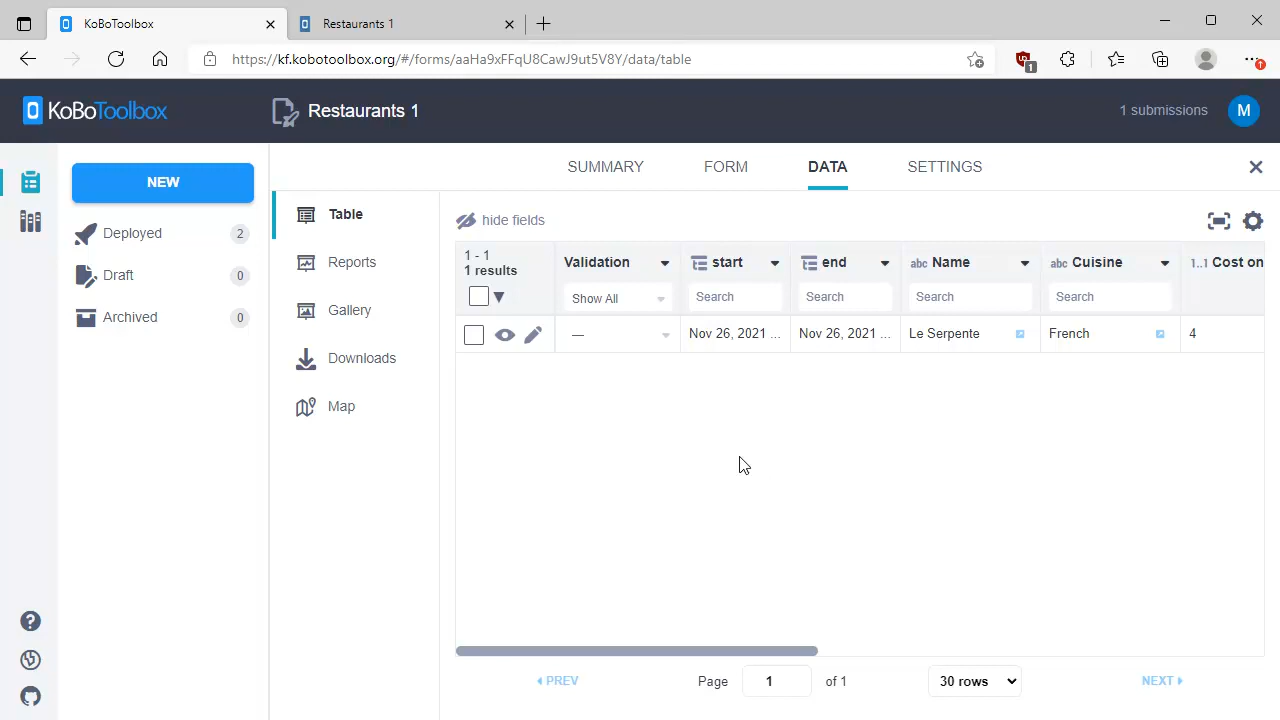 KoBoToolbox
Restaurants 1
https://kf.kobotoolbox.org/#/forms/aaHa9xFFqU8CawJ9ut5V8Y/data/table
1
KoBoToolbox
Restaurants 1
1 submissions
M
SUMMARY
FORM
DATA
SETTINGS
NEW
Deployed
2
Draft
0
Archived
0
Table
Reports
Gallery
Downloads
Map
hide fields
1 - 1
1 results
Validation
start
end
abc Name
abc Cuisine
1..1 Cost on
Show All
Search
Search
Search
Search
— Nov 26, 2021 ... Nov 26, 2021 ... Le Serpente French 4
PREV
Page 1 of 1
30 rows
NEXT